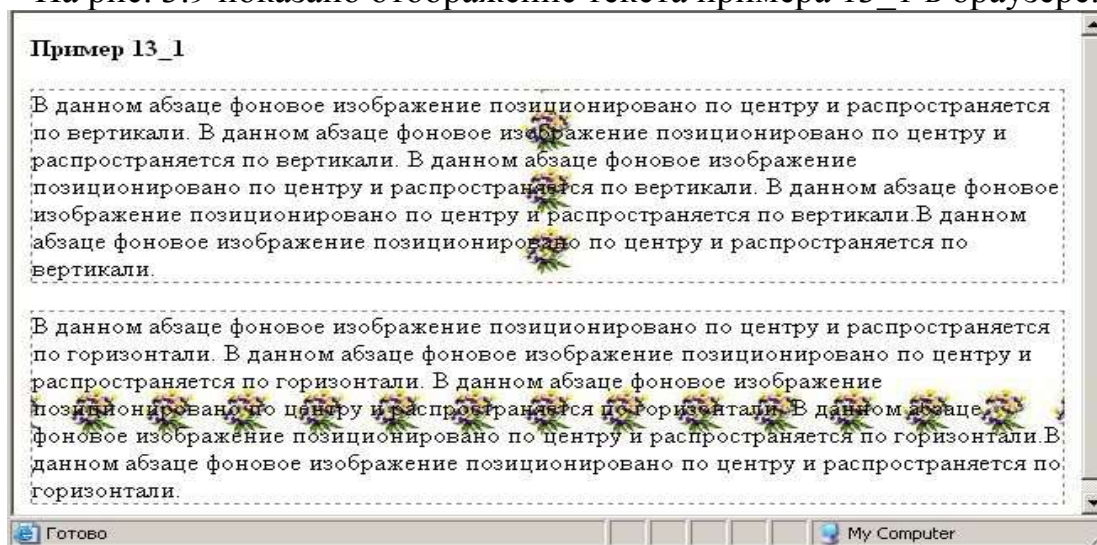 На рис. 3.9 показано отображение текста примера 13_1 в браузере.
Пример 13_1
В данном абзаце фоновое изображение позиционировано по центру и распространяется
по вертикали. В данном абзаце фоновое изображение позиционировано по центру и
распространяется по вертикали. В данном абзаце фоновое изображение
позиционировано по центру и распространяется по вертикали. В данном абзаце фоновое
изображение позиционировано по центру и распространяется по вертикали.В данном
абзаце фоновое изображение позиционировано по центру и распространяется по
вертикали.
В данном абзаце фоновое изображение позиционировано по центру и распространяется
по горизонтали. В данном абзаце фоновое изображение позиционировано по центру и
распространяется по горизонтали. В данном абзаце фоновое изображение
позиционировано по центру и распространяется по горизонтали. В данном абзаце
фоновое изображение позиционировано по центру и распространяется по горизонтали.В
данном абзаце фоновое изображение позиционировано по центру и распространяется по
горизонтали.
Готово My Computer